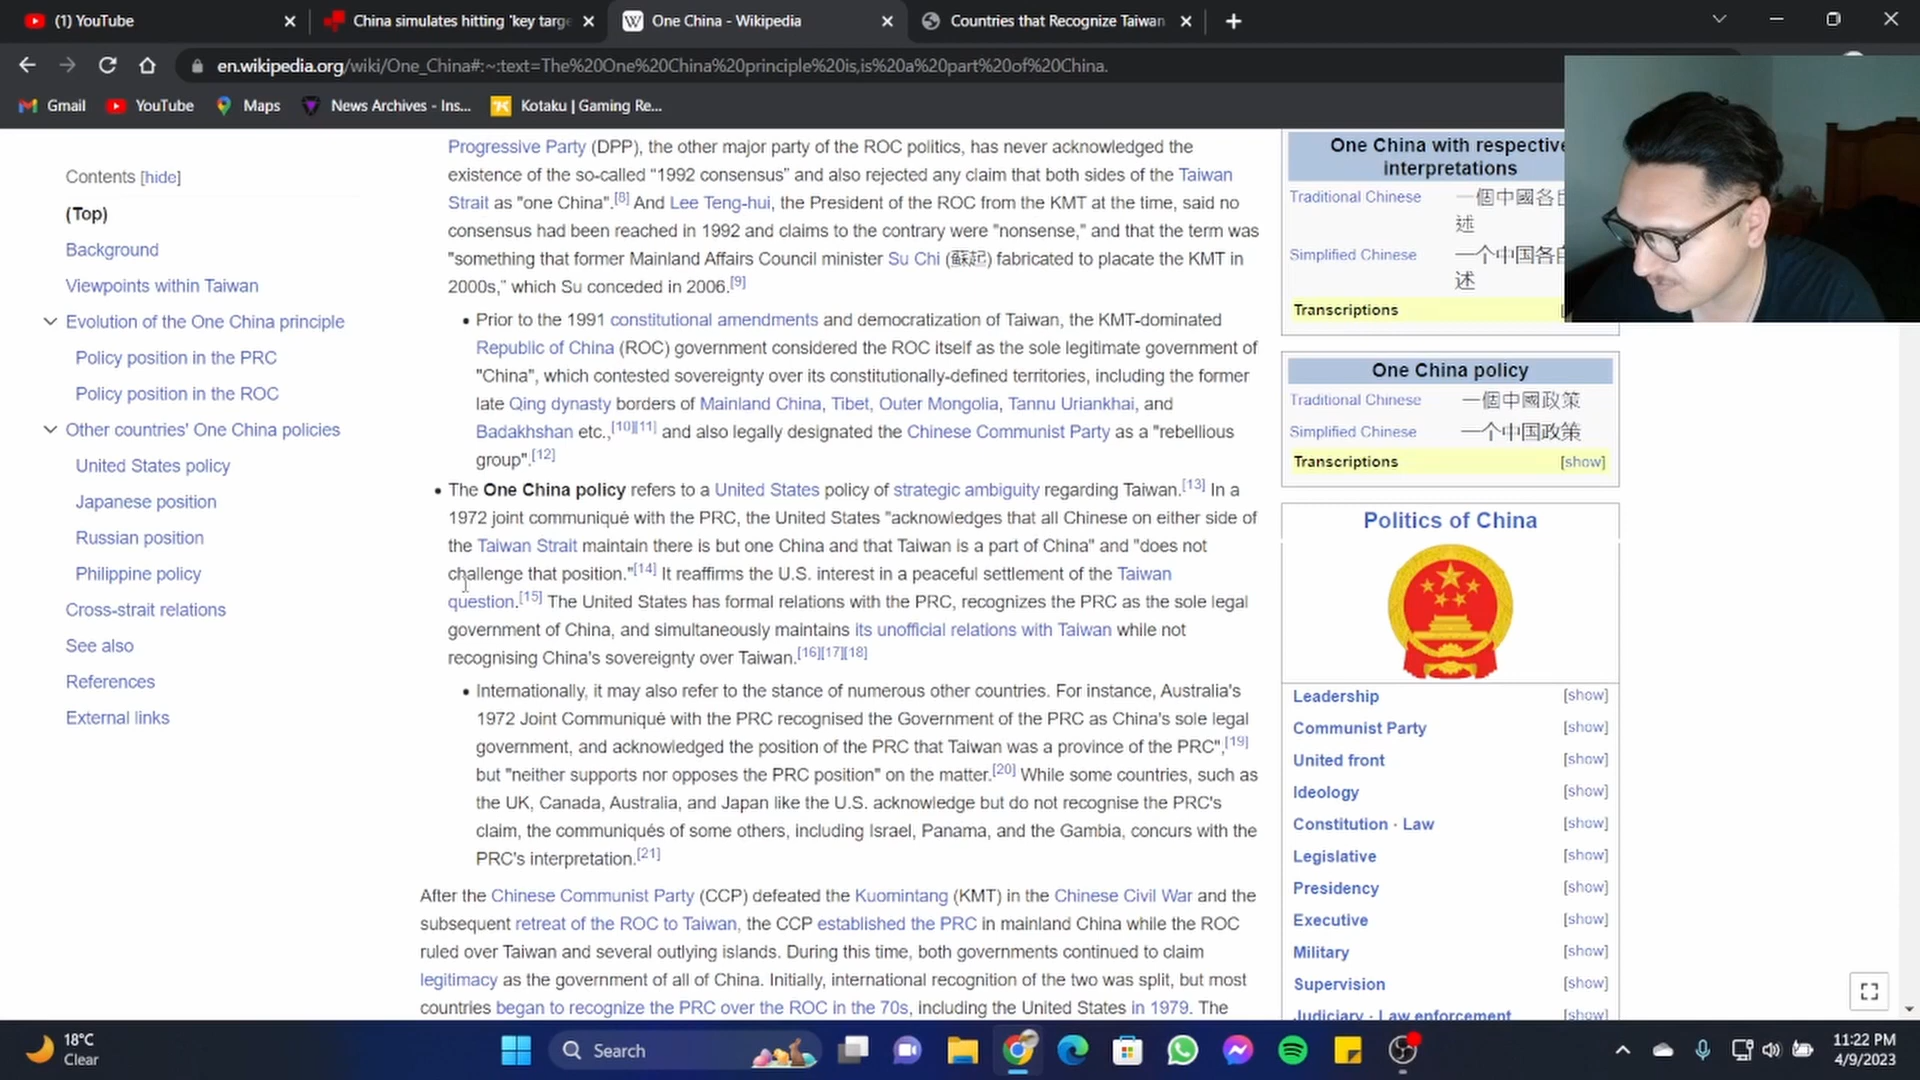 (1) YouTube
China simulates hitting 'key targe
One China - Wikipedia
Countries that Recognize Taiwan
en.wikipedia.org/wiki/One_China#:~:text=The%20One%20China%20principle%20is,is%20a%20part%20of%20China.
Gmail YouTube Maps News Archives - Ins... Kotaku | Gaming Re...
Contents [hide]
(Top)
Background
Viewpoints within Taiwan
Evolution of the One China principle
Policy position in the PRC
Policy position in the ROC
Other countries' One China policies
United States policy
Japanese position
Russian position
Philippine policy
Cross-strait relations
See also
References
External links
Progressive Party (DPP), the other major party of the ROC politics, has never acknowledged the
existence of the so-called “1992 consensus” and also rejected any claim that both sides of the Taiwan
Strait as "one China".[8] And Lee Teng-hui, the President of the ROC from the KMT at the time, said no
consensus had been reached in 1992 and claims to the contrary were "nonsense," and that the term was
"something that former Mainland Affairs Council minister Su Chi (蘇起) fabricated to placate the KMT in
2000s,” which Su conceded in 2006.[9]
• Prior to the 1991 constitutional amendments and democratization of Taiwan, the KMT-dominated
Republic of China (ROC) government considered the ROC itself as the sole legitimate government of
"China", which contested sovereignty over its constitutionally-defined territories, including the former
late Qing dynasty borders of Mainland China, Tibet, Outer Mongolia, Tannu Uriankhai, and
Badakhshan etc.,[10][11] and also legally designated the Chinese Communist Party as a "rebellious
group".[12]
• The One China policy refers to a United States policy of strategic ambiguity regarding Taiwan.[13] In a
1972 joint communiqué with the PRC, the United States "acknowledges that all Chinese on either side of
the Taiwan Strait maintain there is but one China and that Taiwan is a part of China" and "does not
challenge that position."[14] It reaffirms the U.S. interest in a peaceful settlement of the Taiwan
question.[15] The United States has formal relations with the PRC, recognizes the PRC as the sole legal
government of China, and simultaneously maintains its unofficial relations with Taiwan while not
recognising China's sovereignty over Taiwan.[16][17][18]
• Internationally, it may also refer to the stance of numerous other countries. For instance, Australia's
1972 Joint Communiqué with the PRC recognised the Government of the PRC as China's sole legal
government, and acknowledged the position of the PRC that Taiwan was a province of the PRC",[19]
but "neither supports nor opposes the PRC position" on the matter.[20] While some countries, such as
the UK, Canada, Australia, and Japan like the U.S. acknowledge but do not recognise the PRC's
claim, the communiqués of some others, including Israel, Panama, and the Gambia, concurs with the
PRC's interpretation.[21]
After the Chinese Communist Party (CCP) defeated the Kuomintang (KMT) in the Chinese Civil War and the
subsequent retreat of the ROC to Taiwan, the CCP established the PRC in mainland China while the ROC
ruled over Taiwan and several outlying islands. During this time, both governments continued to claim
legitimacy as the government of all of China. Initially, international recognition of the two was split, but most
countries began to recognize the PRC over the ROC in the 70s, including the United States in 1979. The
One China with respective
interpretations
Traditional Chinese 一個中國各自
述
Simplified Chinese 一个中国各自
述
Transcriptions
One China policy
Traditional Chinese 一個中國政策
Simplified Chinese 一个中国政策
Transcriptions [show]
Politics of China
Leadership [show]
Communist Party [show]
United front [show]
Ideology [show]
Constitution · Law [show]
Legislative [show]
Presidency [show]
Executive [show]
Military [show]
Supervision [show]
Judiciary · Law enforcement [show]
18°C
Clear
Search
11:22 PM
4/9/2023